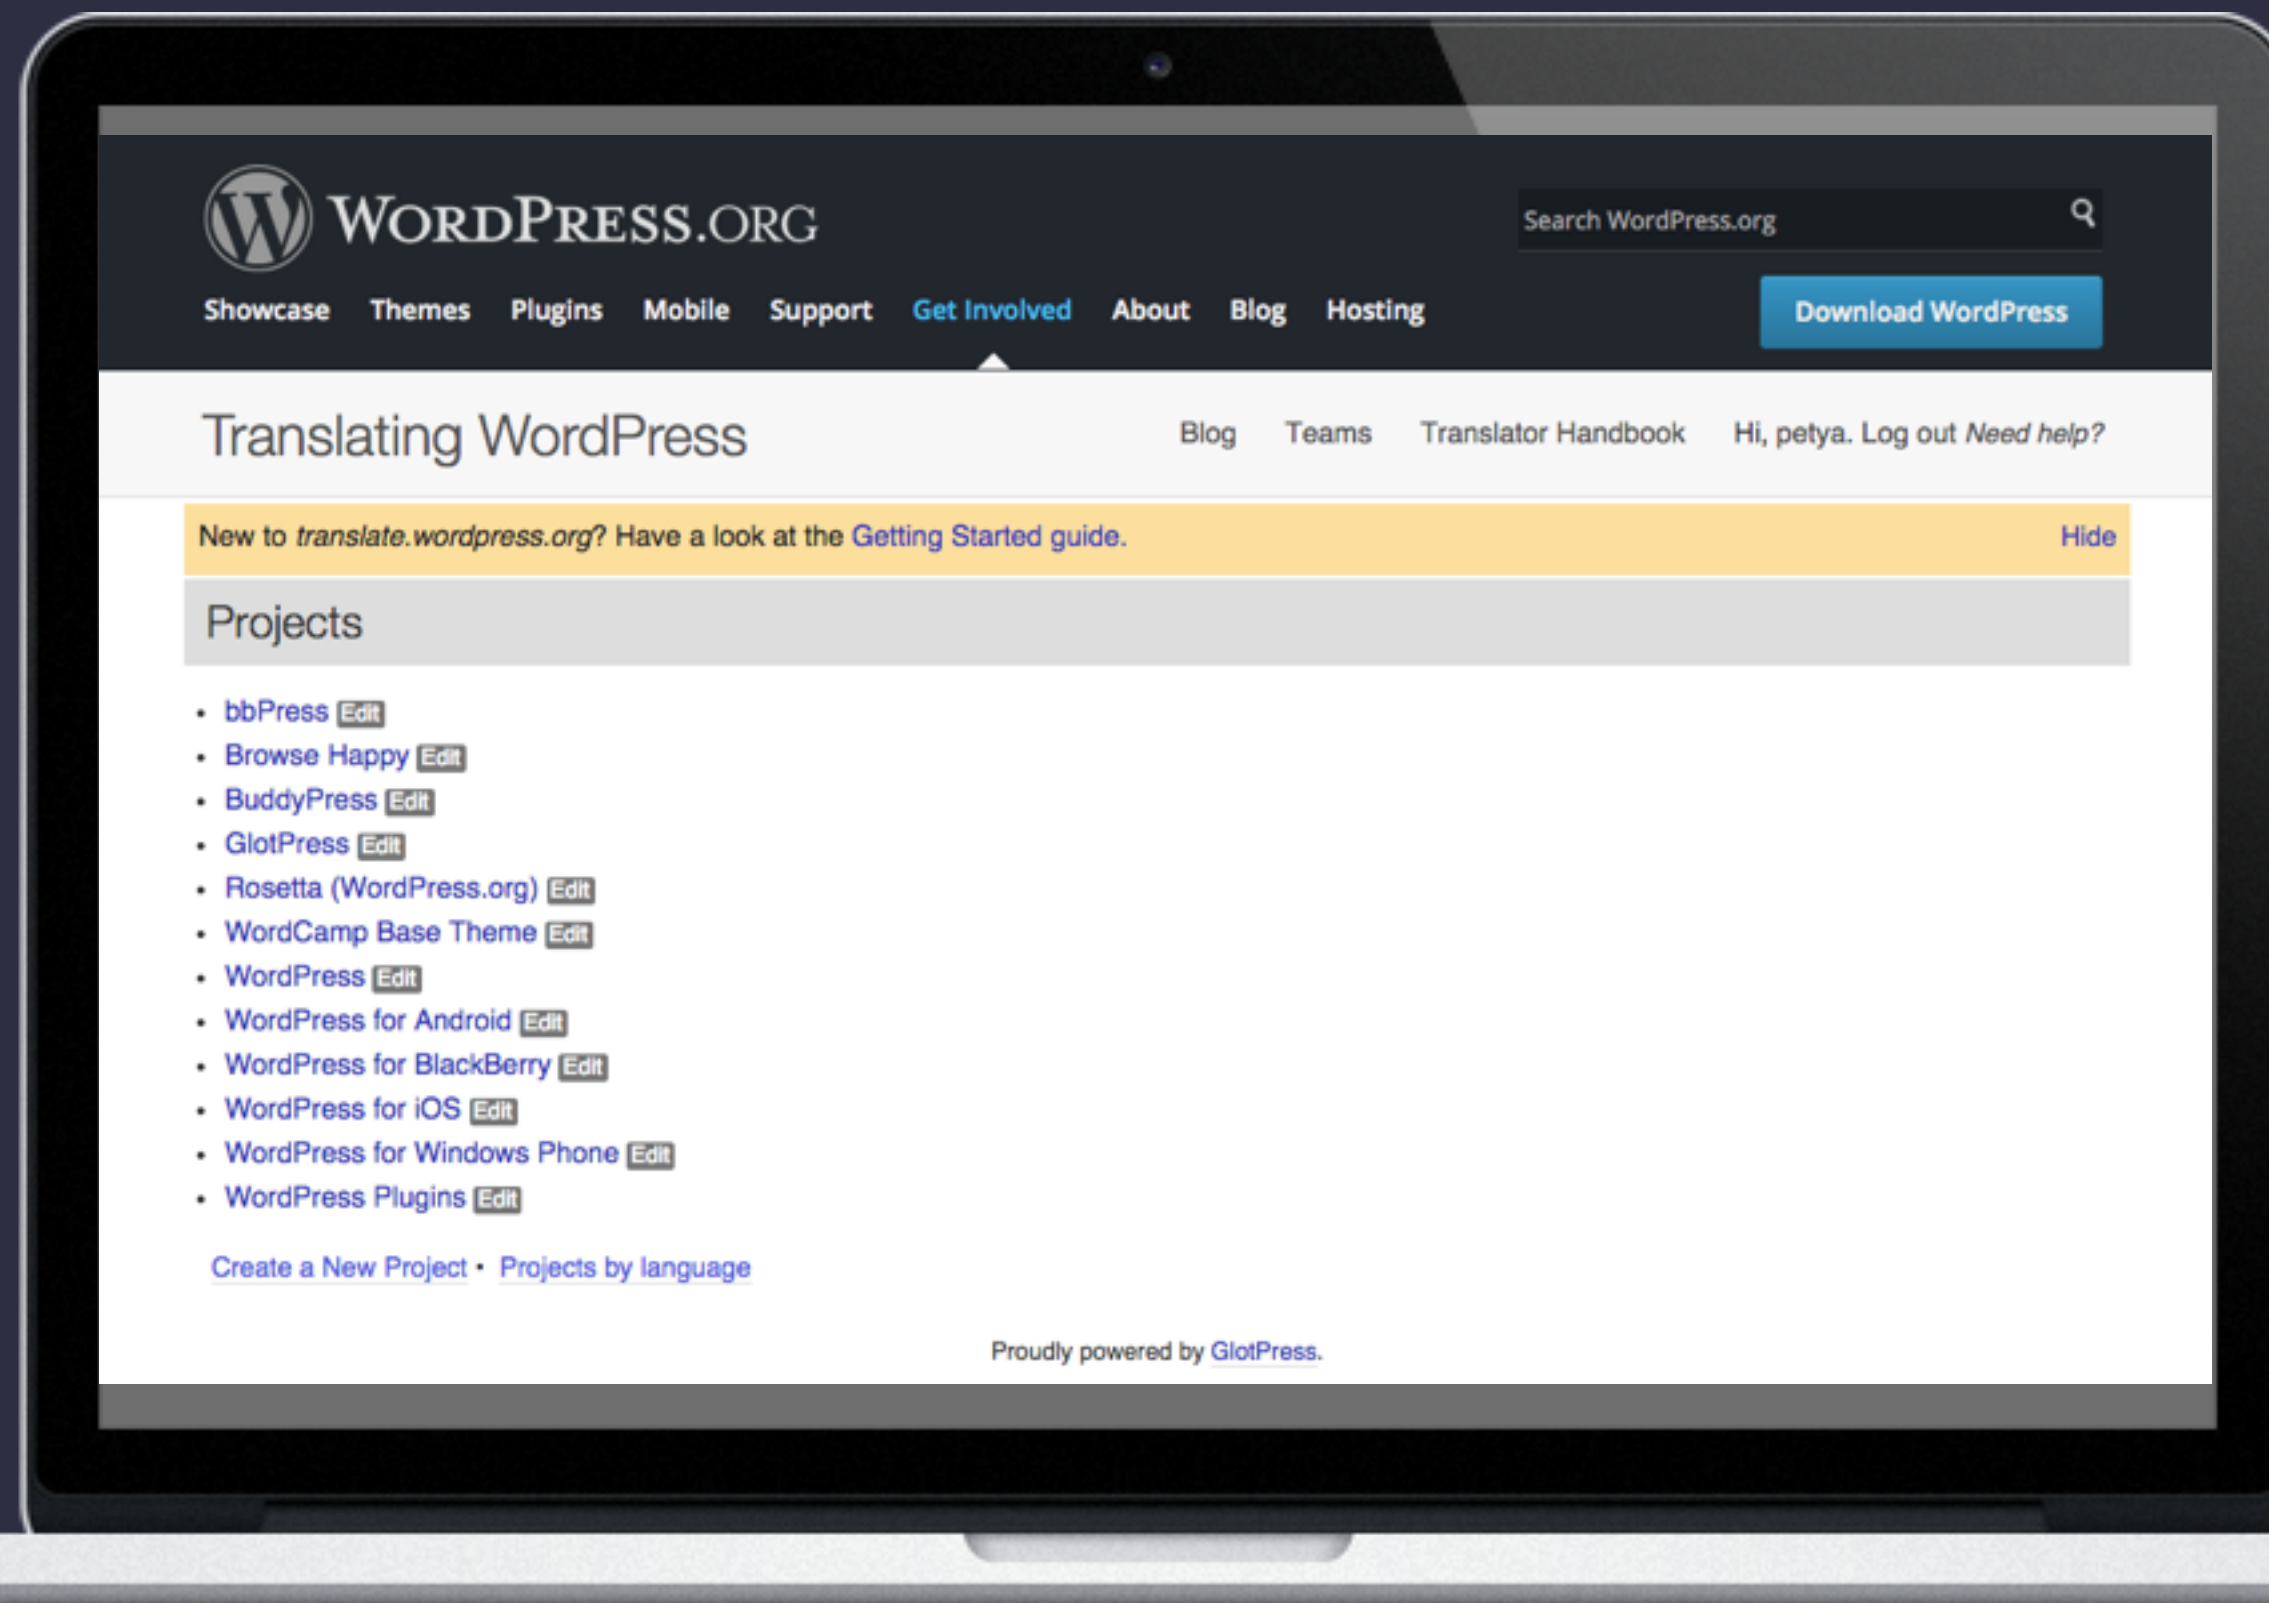 WORDPRESS.ORG
Search WordPress.org
Showcase Themes Plugins Mobile Support Get Involved About Blog Hosting
Download WordPress
Translating WordPress
Blog Teams Translator Handbook Hi, petya. Log out Need help?
New to translate.wordpress.org? Have a look at the Getting Started guide. Hide
Projects
• bbPress Edit
• Browse Happy Edit
• BuddyPress Edit
• GlotPress Edit
• Rosetta (WordPress.org) Edit
• WordCamp Base Theme Edit
• WordPress Edit
• WordPress for Android Edit
• WordPress for BlackBerry Edit
• WordPress for iOS Edit
• WordPress for Windows Phone Edit
• WordPress Plugins Edit
Create a New Project • Projects by language
Proudly powered by GlotPress.